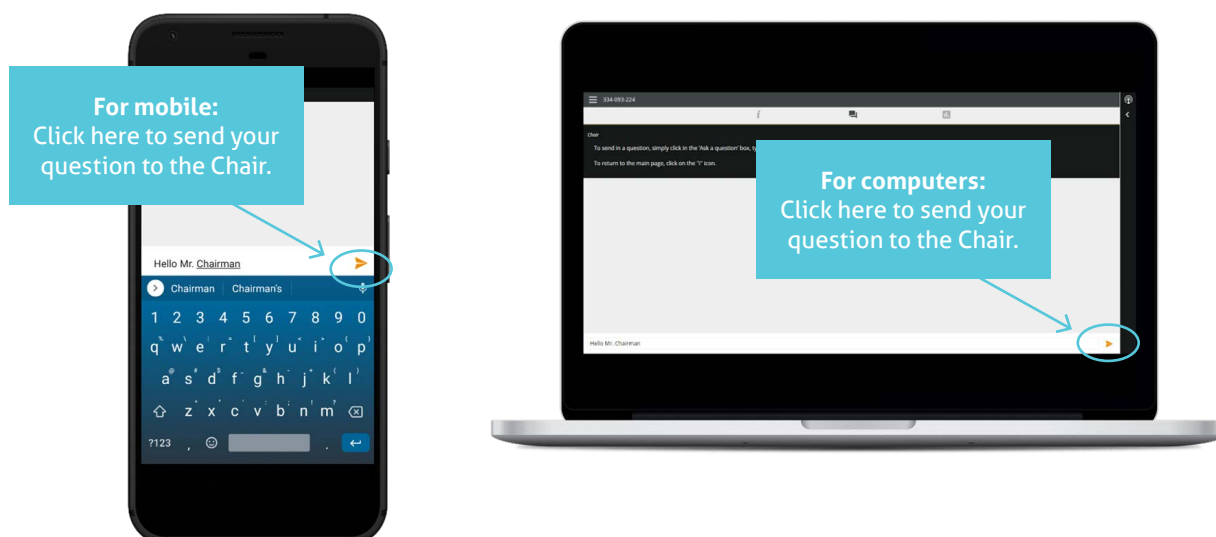 For mobile:
Click here to send your
question to the Chair.
Hello Mr. Chairman
Chairman Chairman's
1 2 3 4 5 6 7 8 9 0
q w e r t y u i o p
a s d f g h j k l
z x c v b n m
?123 , .
334-093-224
i
Chair
To send in a question, simply click in the 'Ask a question' box, ty
To return to the main page, click on the "i" icon.
For computers:
Click here to send your
question to the Chair.
Hello Mr. Chairman